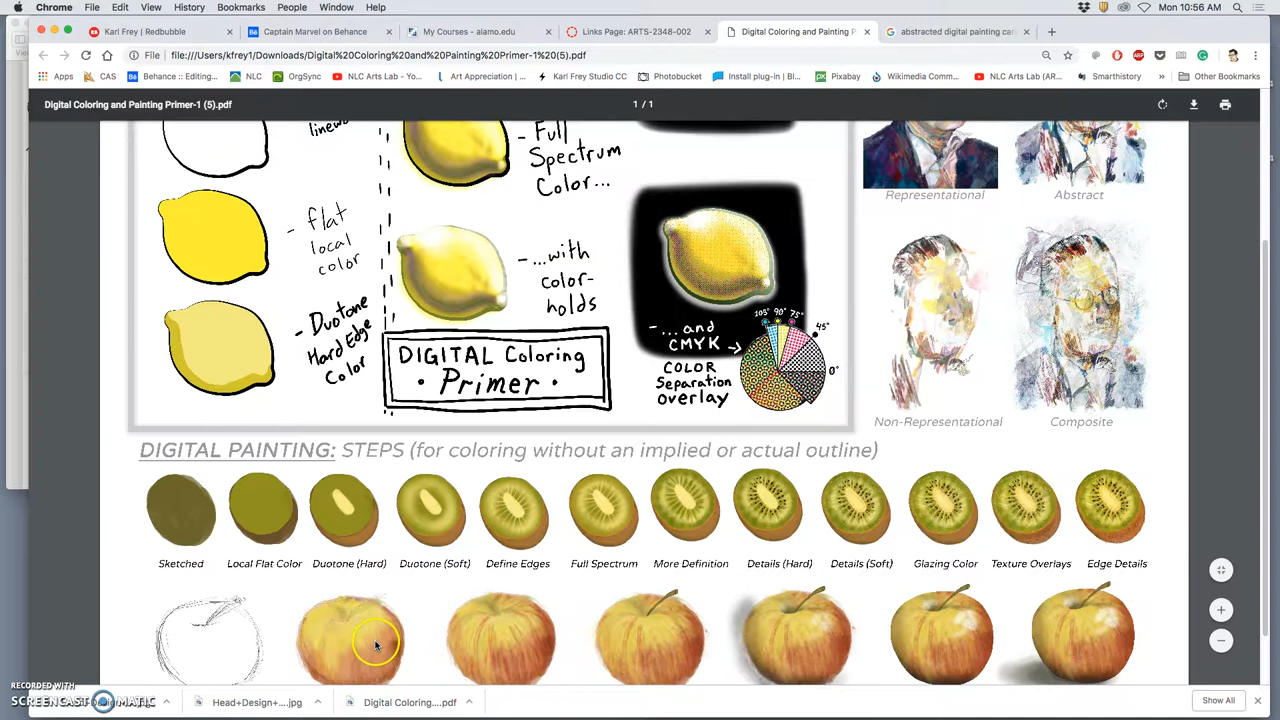 Chrome File Edit View History Bookmarks People Window Help
Mon 10:56 AM
Karl Frey | Redbubble
Captain Marvel on Behance
My Courses - alamo.edu
Links Page: ARTS-2348-002
Digital Coloring and Painting P
abstracted digital painting car
File | file:///Users/kfrey1/Downloads/Digital%20Coloring%20and%20Painting%20Primer-1%20(5).pdf
Apps CAS Behance :: Editing... NLC OrgSync NLC Arts Lab - Yo... Art Appreciation |... Karl Frey Studio CC Photobucket Install plug-in | Bl... Pixabay Wikimedia Comm... YouTube NLC Arts Lab (AR... Smarthistory » Other Bookmarks
Digital Coloring and Painting Primer-1 (5).pdf
1 / 1
- Full
Spectrum
Color...
- flat
local
color
- ...with
color-
holds
- Duotone
Hard Edge
Color
DIGITAL Coloring
• Primer •
- ... and
CMYK →
COLOR
Separation
overlay
105° 90° 75° 45° 0°
Representational
Abstract
Non-Representational
Composite
DIGITAL PAINTING: STEPS (for coloring without an implied or actual outline)
Sketched
Local Flat Color
Duotone (Hard)
Duotone (Soft)
Define Edges
Full Spectrum
More Definition
Details (Hard)
Details (Soft)
Glazing Color
Texture Overlays
Edge Details
RECORDED WITH
SCREENCAST-O-MATIC
Head+Design+....jpg
Digital Coloring....pdf
Show All